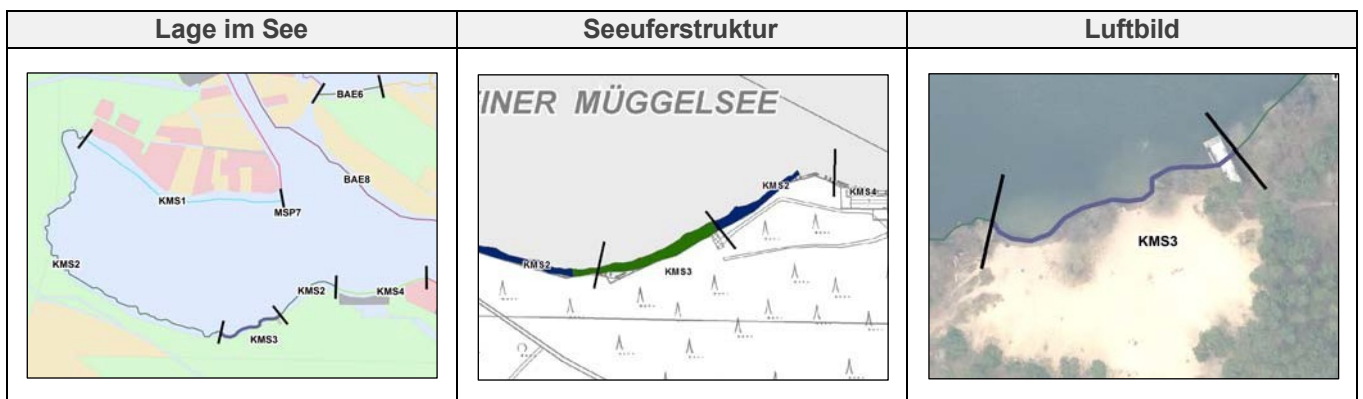 Lage im See
Seeuferstruktur
Luftbild
BAE6
BAE8
KMS1
MSP7
KMS2
KMS2
KMS4
KMS3
INER MÜGGELSEE
KMS2
KMS4
KMS2
KMS3
KMS3